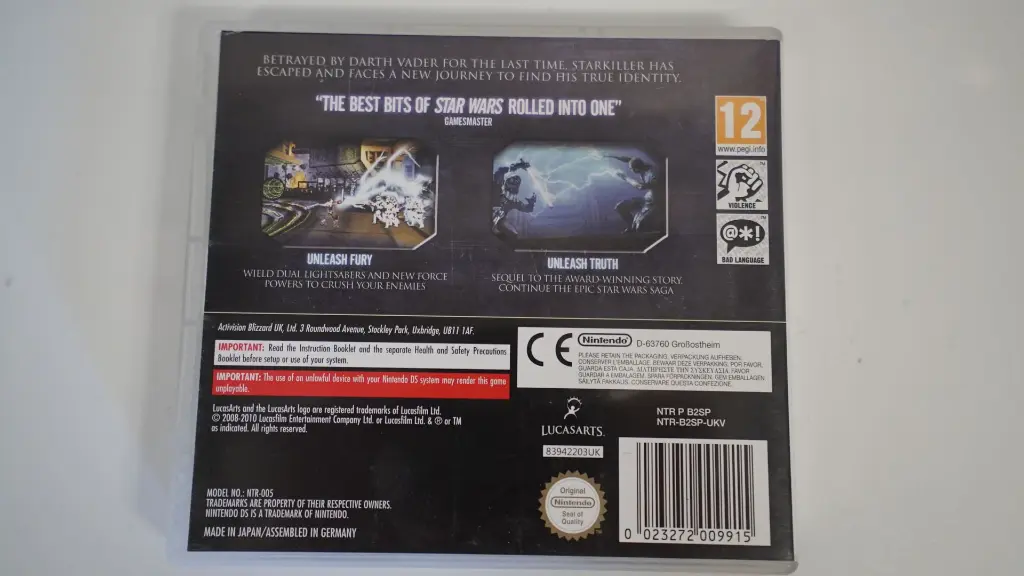 BETRAYED BY DARTH VADER FOR THE LAST TIME, STARKILLER HAS
ESCAPED AND FACES A NEW JOURNEY TO FIND HIS TRUE IDENTITY.
"THE BEST BITS OF STAR WARS ROLLED INTO ONE"
GAMESMASTER
12
www.pegi.info
VIOLENCE
@*!
BAD LANGUAGE
UNLEASH FURY
WIELD DUAL LIGHTSABERS AND NEW FORCE
POWERS TO CRUSH YOUR ENEMIES
UNLEASH TRUTH
SEQUEL TO THE AWARD-WINNING STORY,
CONTINUE THE EPIC STAR WARS SAGA
Activision Blizzard UK, Ltd. 3 Roundwood Avenue, Stockley Park, Uxbridge, UB11 1AF.
IMPORTANT: Read the Instruction Booklet and the separate Health and Safety Precautions
Booklet before setup or use of your system.
IMPORTANT: The use of an unlawful device with your Nintendo DS system may render this game
unplayable.
LucasArts and the LucasArts logo are registered trademarks of Lucasfilm Ltd.
© 2008-2010 Lucasfilm Entertainment Company Ltd. or Lucasfilm Ltd. & ® or TM
as indicated. All rights reserved.
MODEL NO.: NTR-005
TRADEMARKS ARE PROPERTY OF THEIR RESPECTIVE OWNERS.
NINTENDO DS IS A TRADEMARK OF NINTENDO.
MADE IN JAPAN/ASSEMBLED IN GERMANY
CE
Nintendo
D-63760 Großostheim
PLEASE RETAIN THE PACKAGING. VERPACKUNG AUFHEBEN.
CONSERVER L'EMBALLAGE. BEWAAR DEZE VERPAKKING. POR FAVOR,
GUARDA ESTA CAJA. ΔΙΑΤΗΡΕΙΣΤΕ ΤΗΝ ΣΥΣΚΕΥΑΣΙΑ. FAVOR
GUARDAR A EMBALAGEM. SPARA FÖRPACKNINGEN. GEM EMBALLAGEN
SÄILYTÄ PAKKAUS. CONSERVARE QUESTA CONFEZIONE.
LUCASARTS.
83942203UK
NTR P B2SP
NTR-B2SP-UKV
Original
Nintendo
Seal of
Quality
0 023272 009915